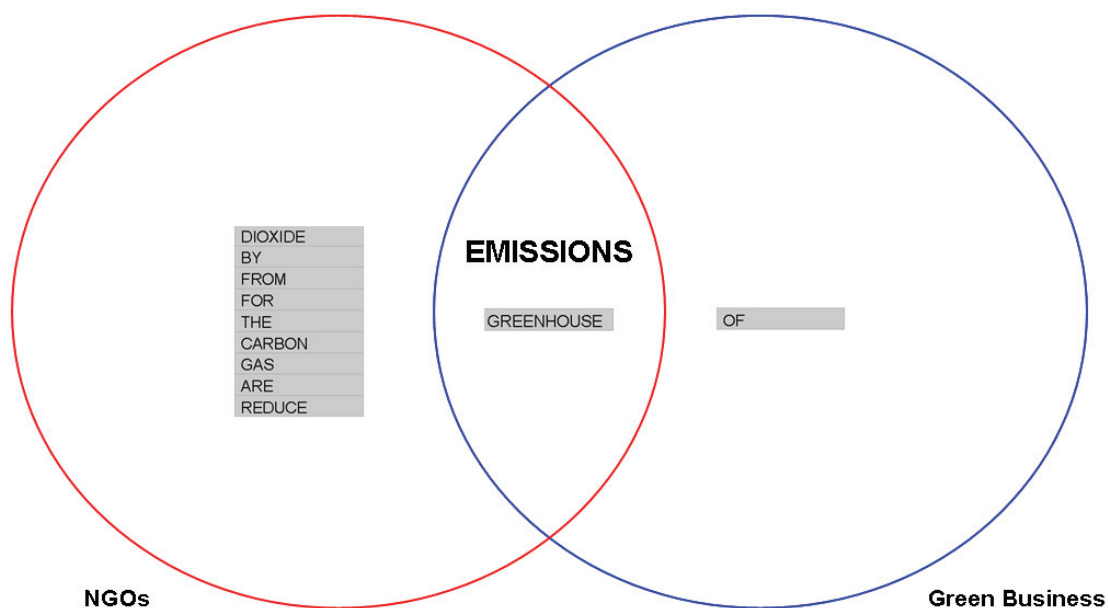 EMISSIONS
DIOXIDE
BY
FROM
FOR
THE
CARBON
GAS
ARE
REDUCE
GREENHOUSE
OF
NGOs
Green Business